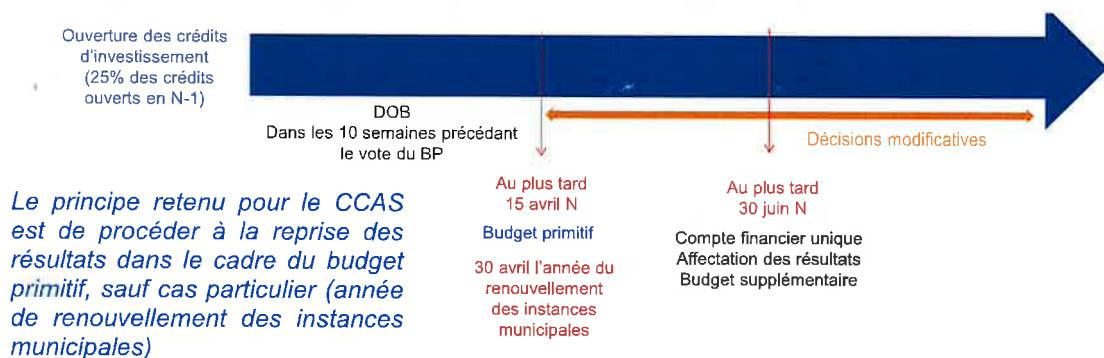 Ouverture des crédits
d'investissement
(25% des crédits
ouverts en N-1)
DOB
Dans les 10 semaines précédant
le vote du BP
Décisions modificatives
Le principe retenu pour le CCAS
est de procéder à la reprise des
résultats dans le cadre du budget
primitif, sauf cas particulier (année
de renouvellement des instances
municipales)
Au plus tard
15 avril N
Budget primitif
30 avril l'année du
renouvellement
des instances
municipales
Au plus tard
30 juin N
Compte financier unique
Affectation des résultats
Budget supplémentaire